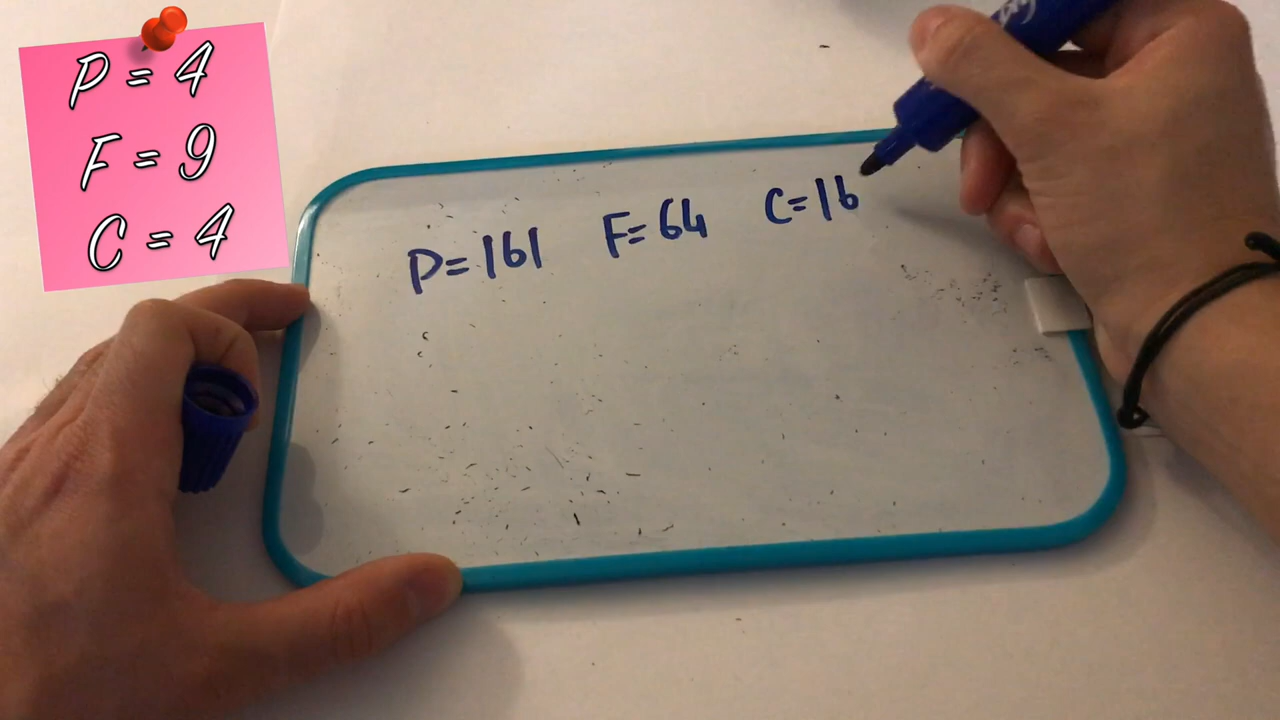 P = 4
F = 9
C = 4
P=161 F=64 C=16